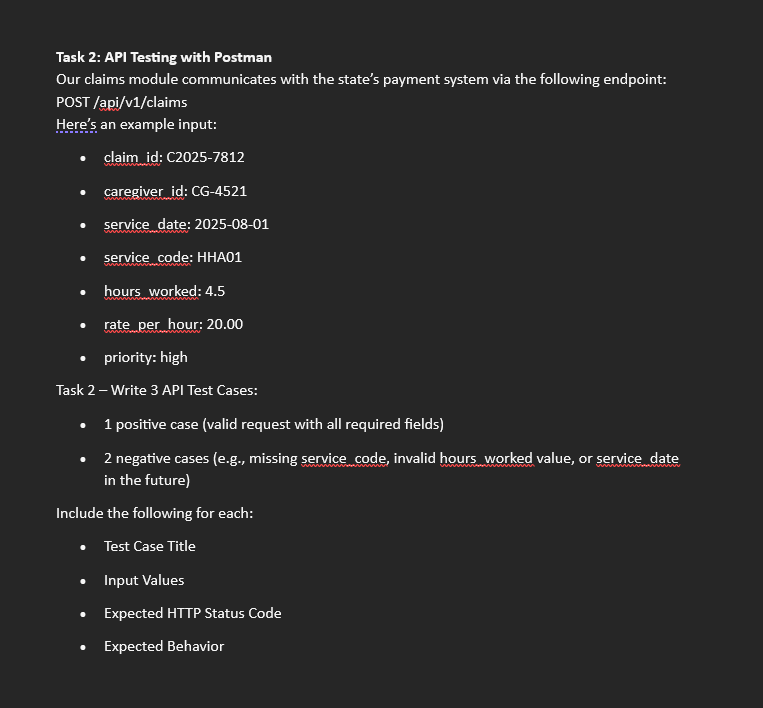 Task 2: API Testing with Postman
Our claims module communicates with the state’s payment system via the following endpoint:
POST /api/v1/claims
Here’s an example input:
• claim_id: C2025-7812
• caregiver_id: CG-4521
• service_date: 2025-08-01
• service_code: HHA01
• hours_worked: 4.5
• rate_per_hour: 20.00
• priority: high
Task 2 – Write 3 API Test Cases:
• 1 positive case (valid request with all required fields)
• 2 negative cases (e.g., missing service_code, invalid hours_worked value, or service_date
in the future)
Include the following for each:
• Test Case Title
• Input Values
• Expected HTTP Status Code
• Expected Behavior